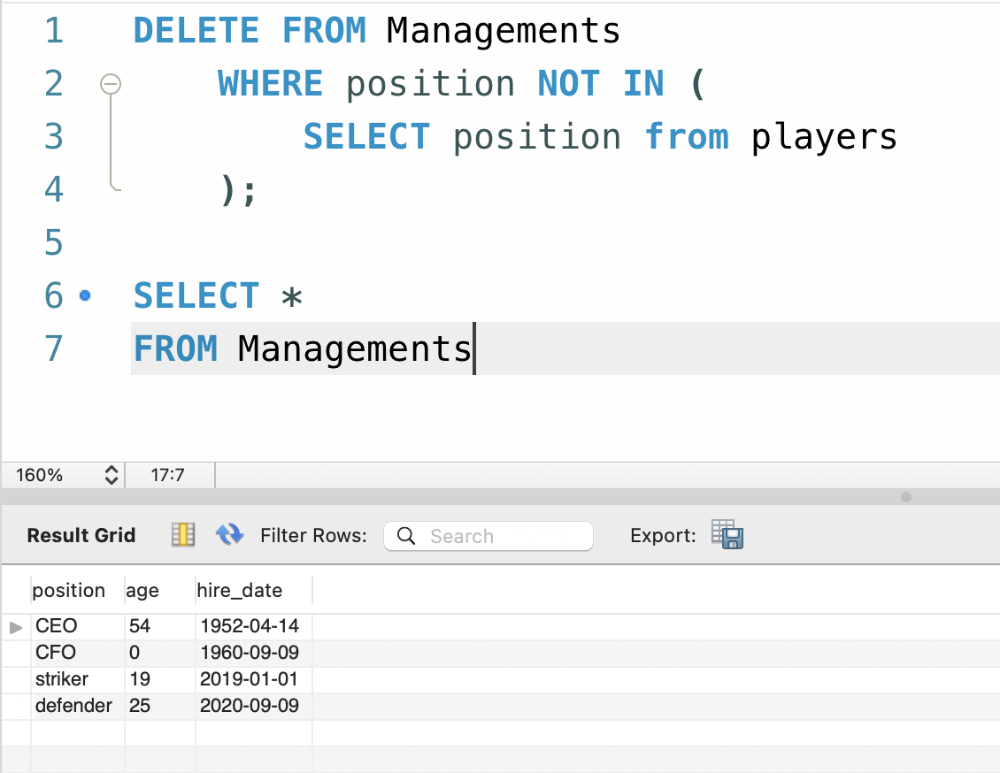 1 DELETE FROM Managements
2 WHERE position NOT IN (
3 SELECT position from players
4 );
5
6 SELECT *
7 FROM Managements
160% 17:7
Result Grid Filter Rows: Search Export:
position age hire_date
CEO 54 1952-04-14
CFO 0 1960-09-09
striker 19 2019-01-01
defender 25 2020-09-09